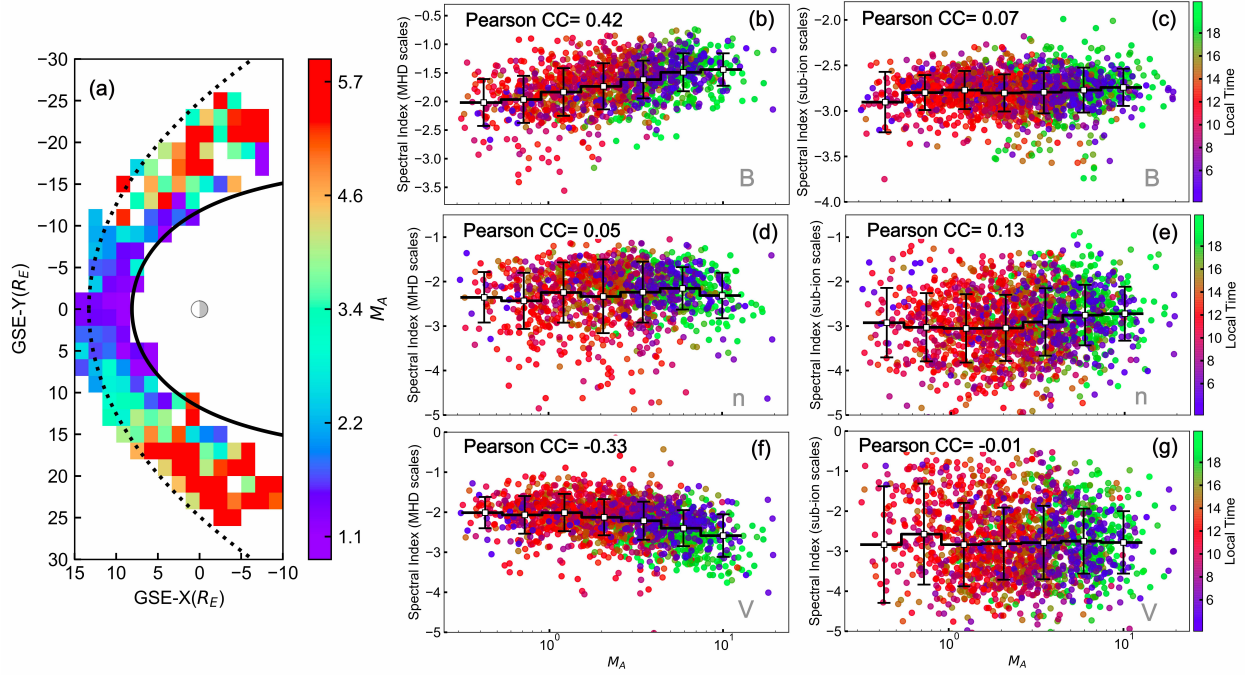 (a)
GSE-Y(R_E)
−30
−25
−20
−15
−10
−5
0
5
10
15
20
25
30
15 10 5 0 −5 −10
GSE-X(R_E)
5.7
4.6
3.4
2.2
1.1
M_A
Pearson CC= 0.42
(b)
Spectral Index (MHD scales)
−0.5
−1.0
−1.5
−2.0
−2.5
−3.0
−3.5
B
Pearson CC= 0.07
(c)
Spectral Index (sub-ion scales)
−2.0
−2.5
−3.0
−3.5
−4.0
B
18
16
14
12
10
8
6
Local Time
Pearson CC= 0.05
(d)
Spectral Index (MHD scales)
−1
−2
−3
−4
−5
n
Pearson CC= 0.13
(e)
Spectral Index (sub-ion scales)
−1
−2
−3
−4
−5
n
18
16
14
12
10
8
6
Local Time
Pearson CC= -0.33
(f)
Spectral Index (MHD scales)
0
−1
−2
−3
−4
−5
V
10⁰ 10¹
M_A
Pearson CC= -0.01
(g)
Spectral Index (sub-ion scales)
0
−1
−2
−3
−4
−5
V
10⁰ 10¹
M_A
18
16
14
12
10
8
6
Local Time